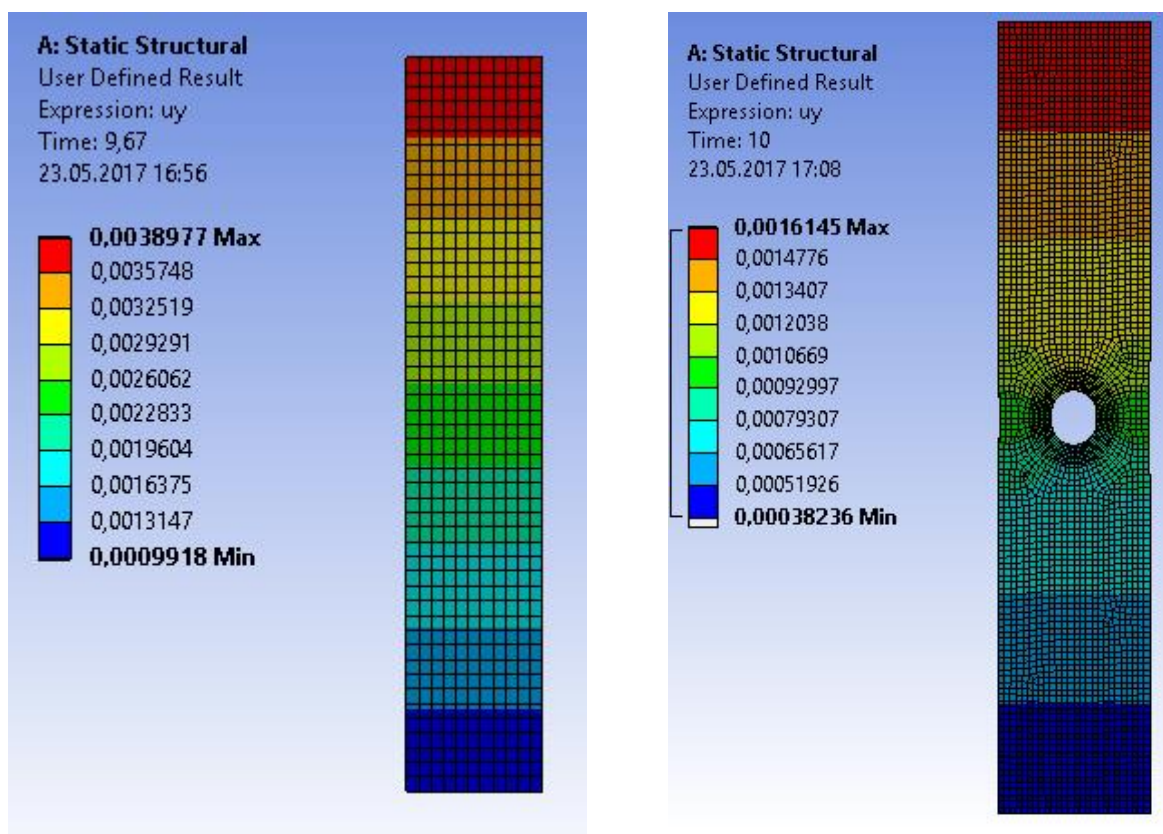 A: Static Structural
User Defined Result
Expression: uy
Time: 9,67
23.05.2017 16:56
0,0038977 Max
0,0035748
0,0032519
0,0029291
0,0026062
0,0022833
0,0019604
0,0016375
0,0013147
0,0009918 Min
A: Static Structural
User Defined Result
Expression: uy
Time: 10
23.05.2017 17:08
0,0016145 Max
0,0014776
0,0013407
0,0012038
0,0010669
0,00092997
0,00079307
0,00065617
0,00051926
0,00038236 Min